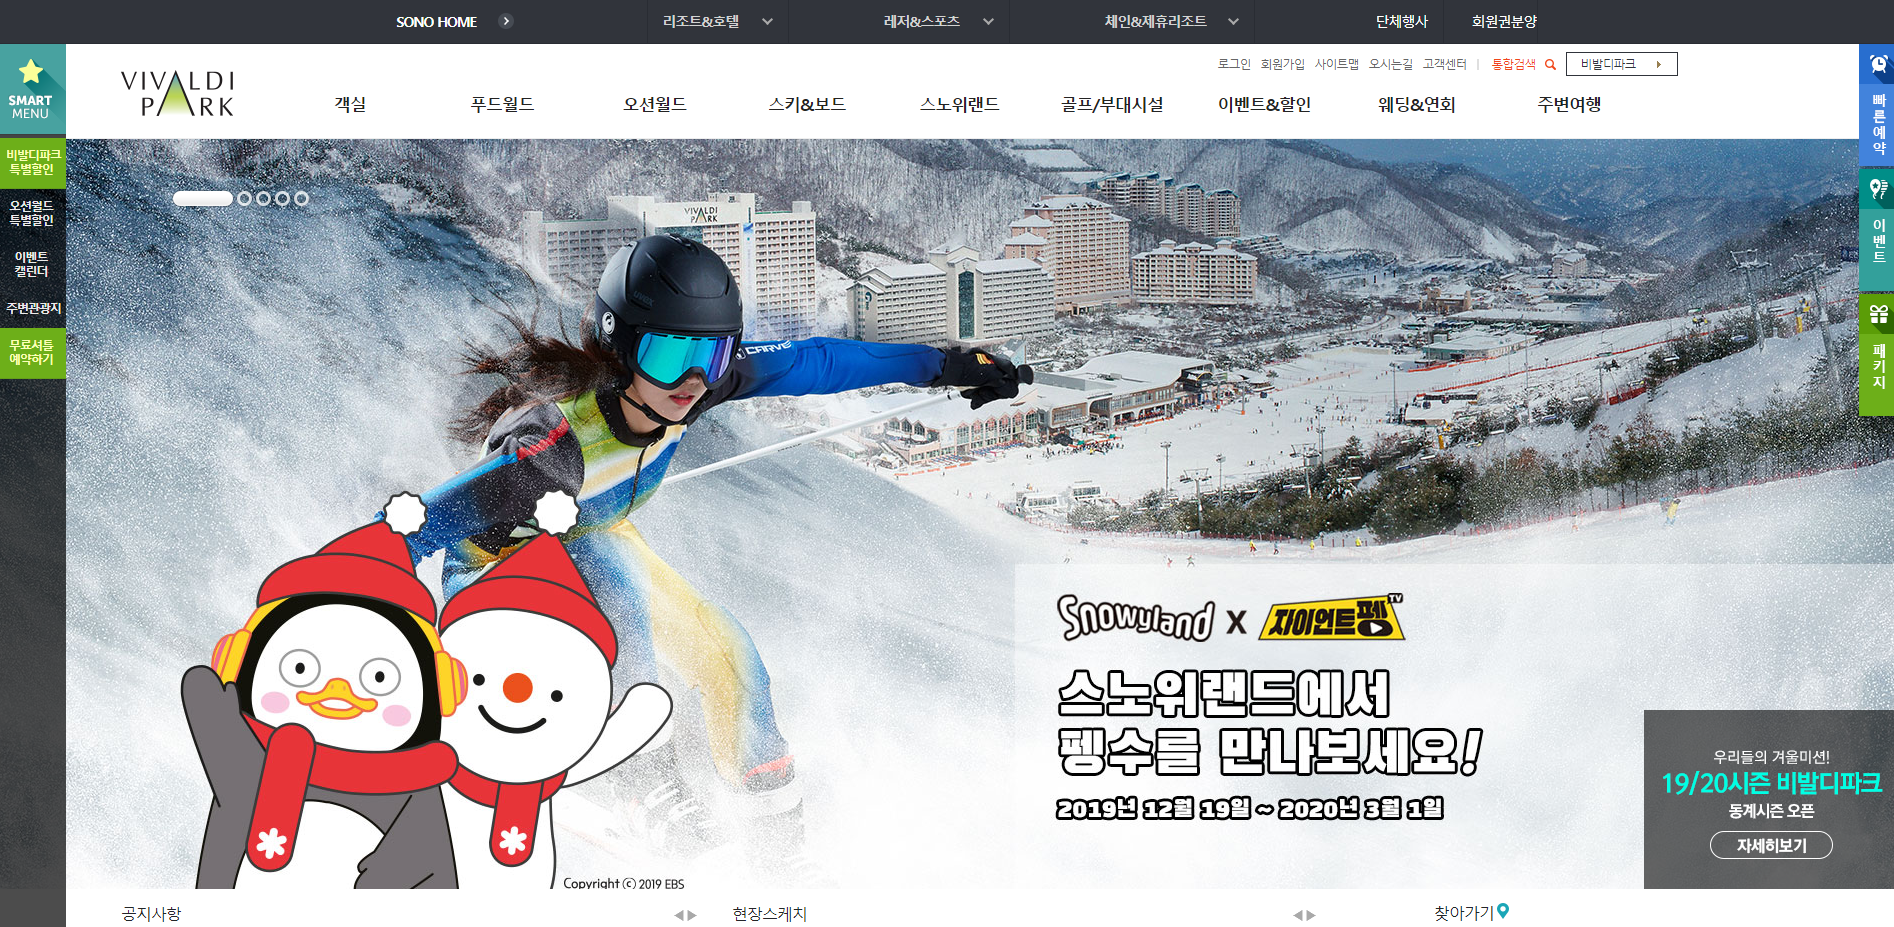 SONO HOME
리조트&호텔
레저&스포츠
체인&제휴리조트
단체행사
회원권분양
SMART
MENU
VIVALDI
PARK
로그인 회원가입 사이트맵 오시는길 고객센터 | 통합검색
비발디파크
객실
푸드월드
오션월드
스키&보드
스노위랜드
골프/부대시설
이벤트&할인
웨딩&연회
주변여행
비발디파크
특별할인
오션월드
특별할인
이벤트
캘린더
주변관광지
무료셔틀
예약하기
빠른예약
이벤트
패키지
VIVALDI
PARK
uvex
CARVE
Snowyland X 자이언트펭TV
스노위랜드에서
펭수를 만나보세요!
2019년 12월 19일 ~ 2020년 3월 1일
우리들의 겨울미션!
19/20시즌 비발디파크
동계시즌 오픈
자세히보기
Copyright ⓒ 2019 EBS
공지사항
현장스케치
찾아가기